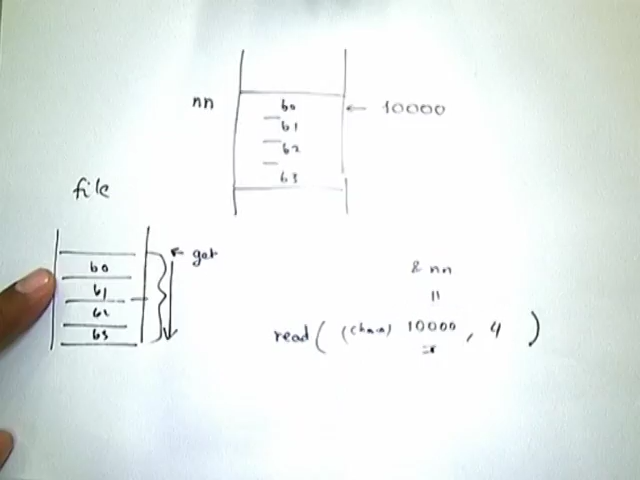 nn
b0
← 10000
b1
b2
b3
file
b0
b1
b2
b3
← get
& nn
=
read( (char) 10000, 4 )